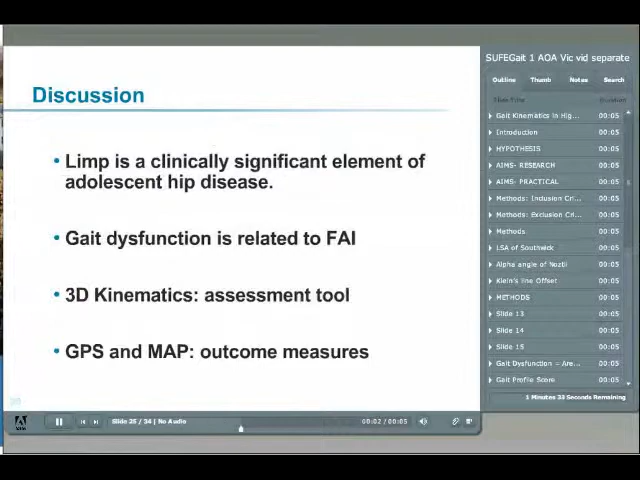 SUFEGait 1 AOA Vic vid separate
Outline Thumb Notes Search
Discussion
• Limp is a clinically significant element of
adolescent hip disease.
• Gait dysfunction is related to FAI
• 3D Kinematics: assessment tool
• GPS and MAP: outcome measures
Slide Title Duration
Gait Kinematics in Hig... 00:05
Introduction 00:05
HYPOTHESIS 00:05
AIMS- RESEARCH 00:05
AIMS- PRACTICAL 00:05
Methods: Inclusion Cri... 00:05
Methods: Exclusion Cri... 00:05
Methods 00:05
LSA of Southwick 00:05
Alpha angle of Notzli 00:05
Klein's line Offset 00:05
METHODS 00:05
Slide 13 00:05
Slide 14 00:05
Slide 15 00:05
Gait Dysfunction = Are... 00:05
Gait Profile Score 00:05
1 Minutes 33 Seconds Remaining
Slide 25 / 34 | No Audio
00:02 / 00:05